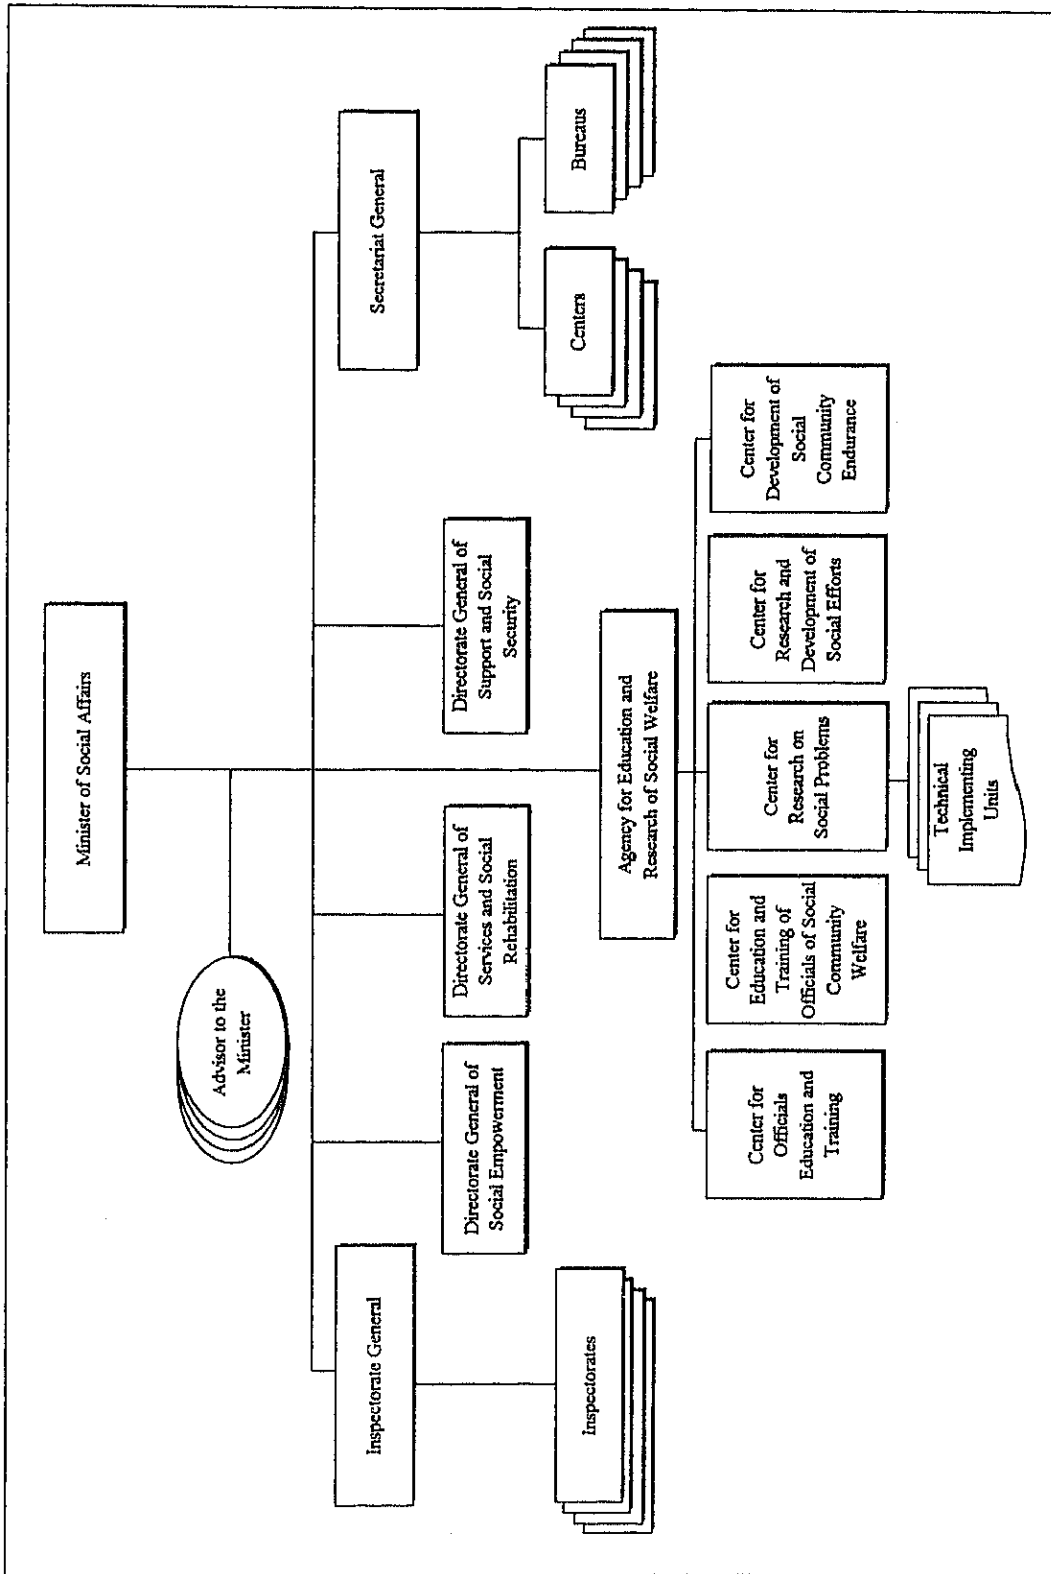 Minister of Social Affairs
Advisor to the
Minister
Inspectorate General
Secretariat General
Directorate General of
Social Empowerment
Directorate General of
Services and Social
Rehabilitation
Directorate General of
Support and Social
Security
Inspectorates
Centers
Bureaus
Agency for Education and
Research of Social Welfare
Center for
Officials
Education and
Training
Center for
Education and
Training of
Officials of Social
Community
Welfare
Center for
Research on
Social Problems
Center for
Research and
Development of
Social Efforts
Center for
Development of
Social
Community
Endurance
Technical
Implementing
Units